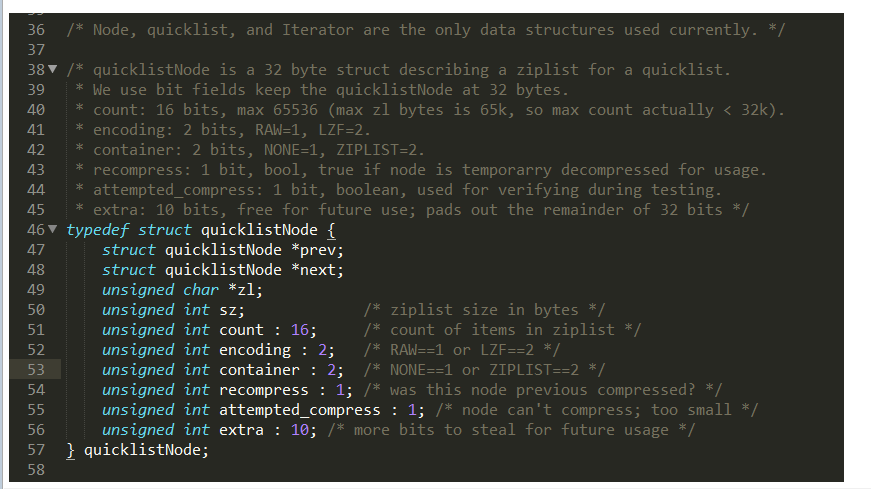 36 /* Node, quicklist, and Iterator are the only data structures used currently. */
37
38 /* quicklistNode is a 32 byte struct describing a ziplist for a quicklist.
39  * We use bit fields keep the quicklistNode at 32 bytes.
40  * count: 16 bits, max 65536 (max zl bytes is 65k, so max count actually < 32k).
41  * encoding: 2 bits, RAW=1, LZF=2.
42  * container: 2 bits, NONE=1, ZIPLIST=2.
43  * recompress: 1 bit, bool, true if node is temporarry decompressed for usage.
44  * attempted_compress: 1 bit, boolean, used for verifying during testing.
45  * extra: 10 bits, free for future use; pads out the remainder of 32 bits */
46 typedef struct quicklistNode {
47     struct quicklistNode *prev;
48     struct quicklistNode *next;
49     unsigned char *zl;
50     unsigned int sz;             /* ziplist size in bytes */
51     unsigned int count : 16;     /* count of items in ziplist */
52     unsigned int encoding : 2;   /* RAW==1 or LZF==2 */
53     unsigned int container : 2;  /* NONE==1 or ZIPLIST==2 */
54     unsigned int recompress : 1; /* was this node previous compressed? */
55     unsigned int attempted_compress : 1; /* node can't compress; too small */
56     unsigned int extra : 10; /* more bits to steal for future usage */
57 } quicklistNode;
58